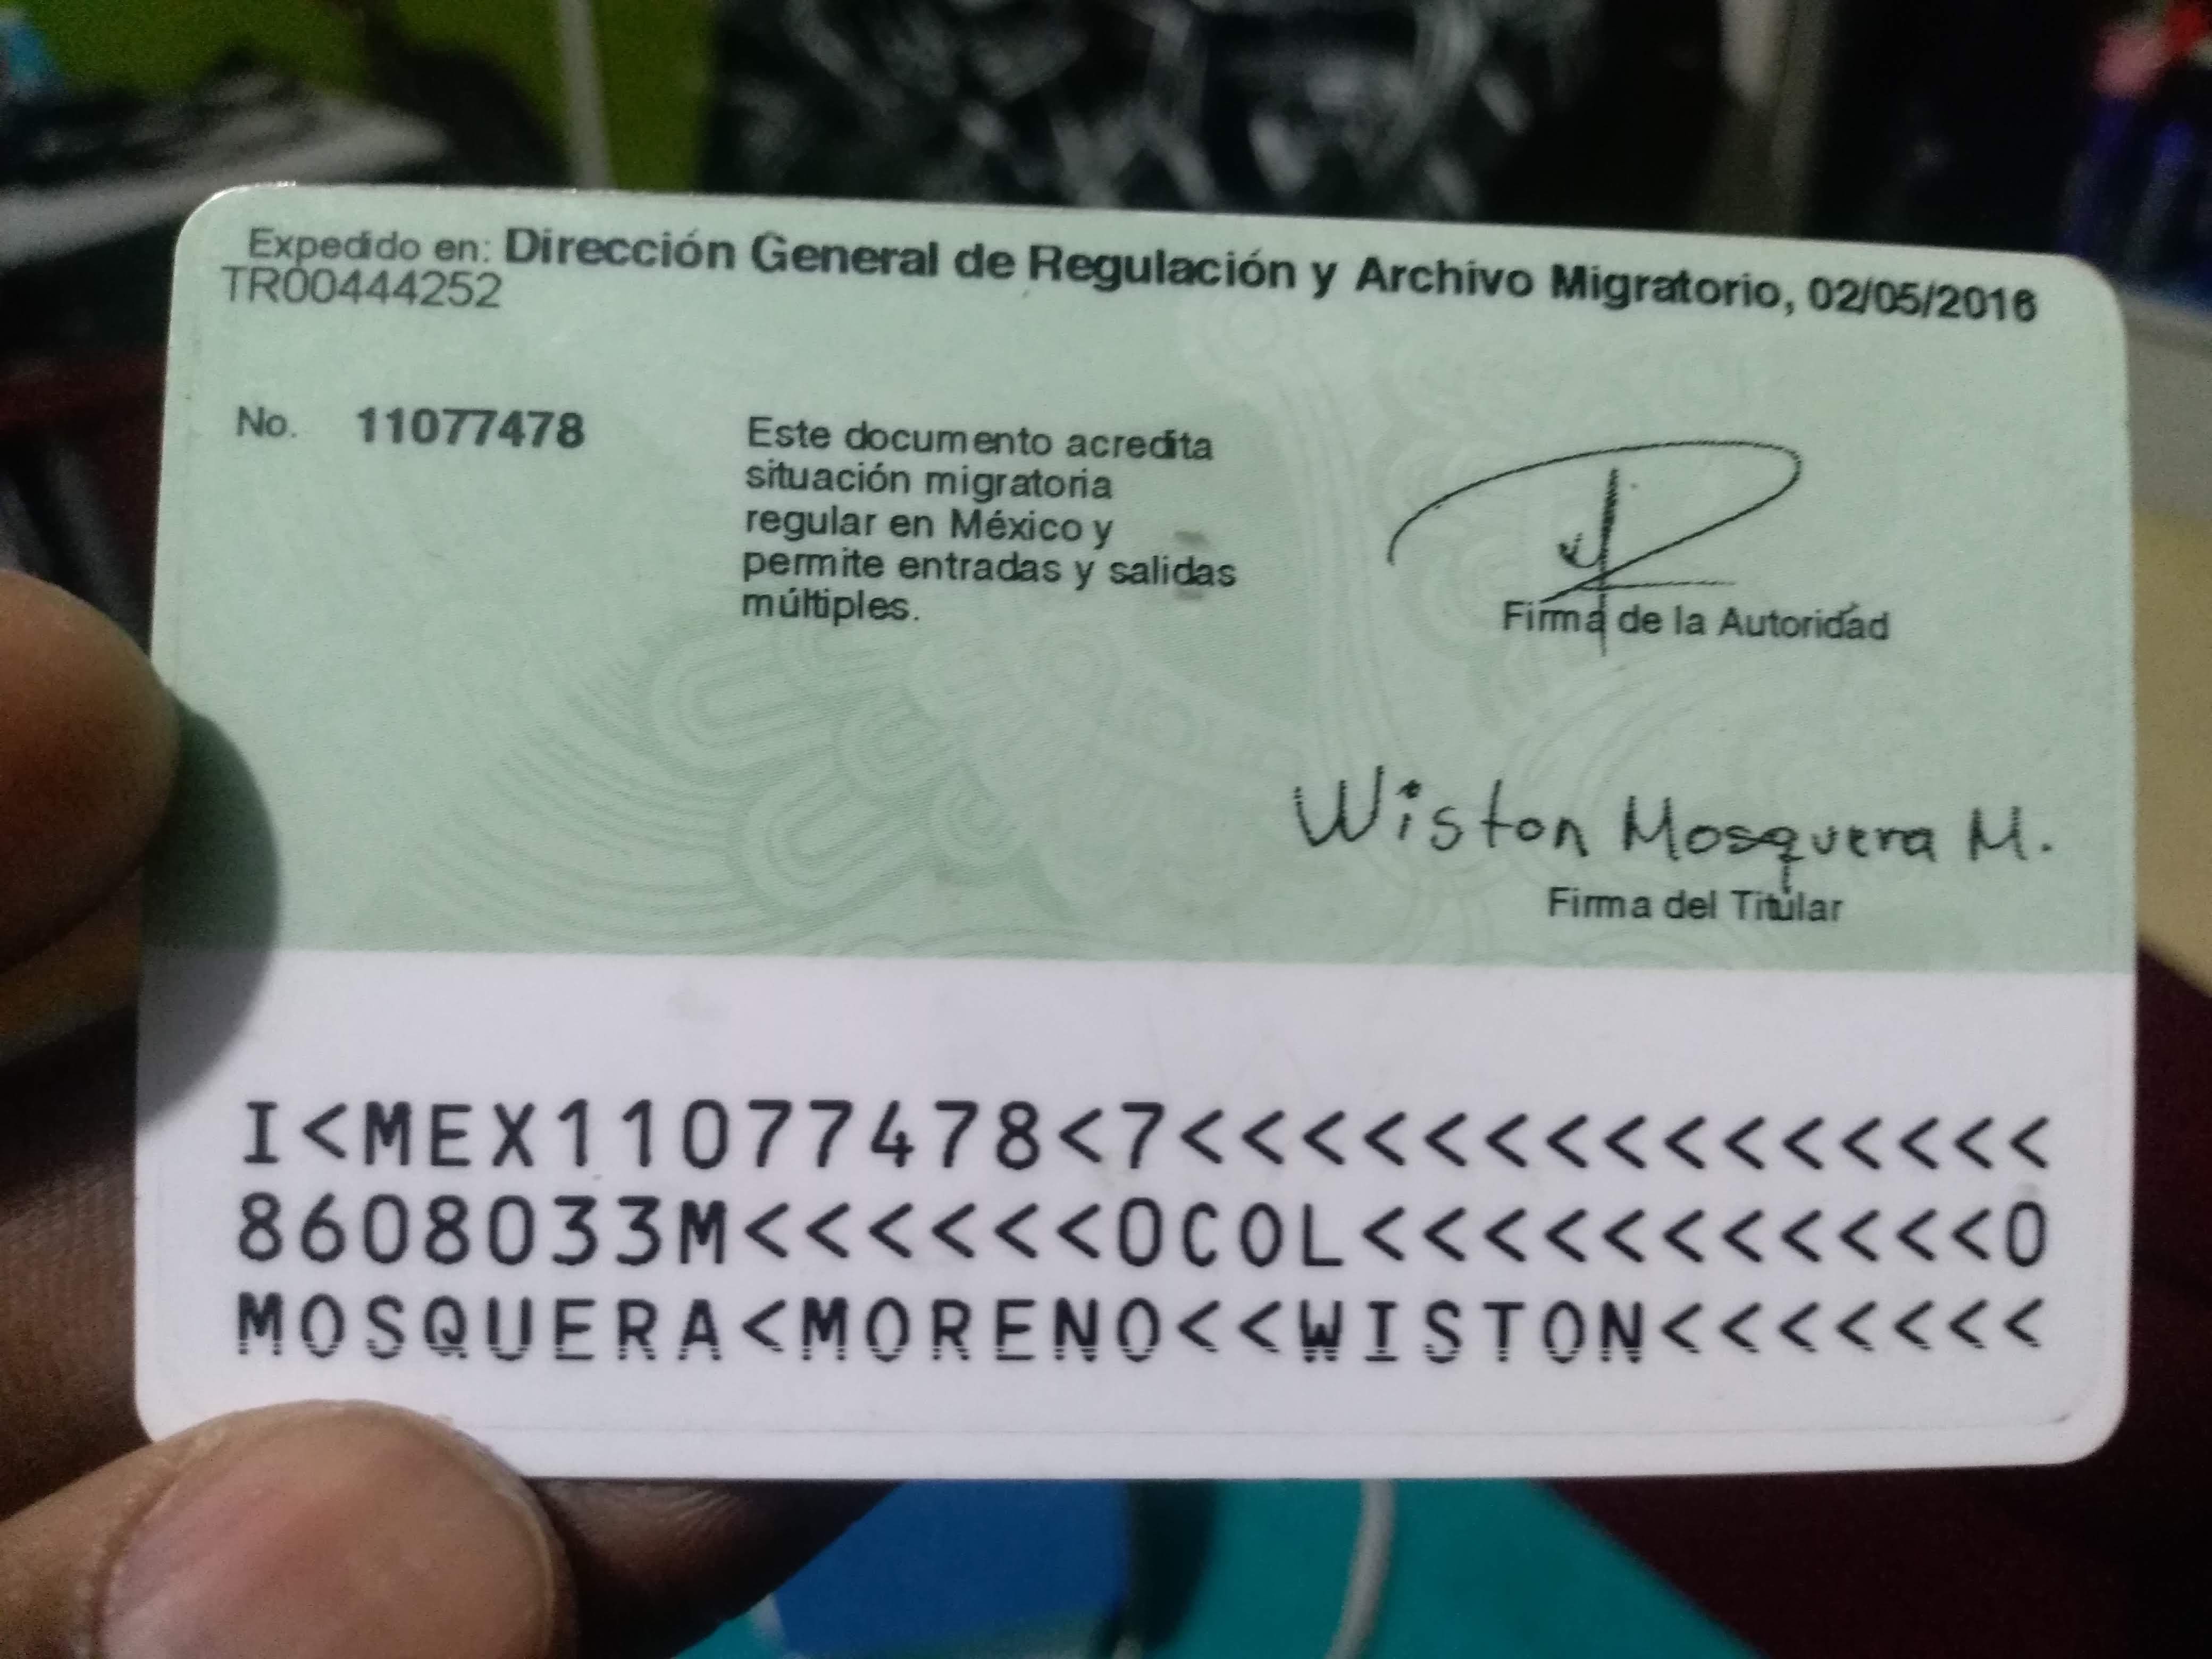 Expedido en: Dirección General de Regulación y Archivo Migratorio, 02/05/2016
TR00444252
No. 11077478
Este documento acredita
situación migratoria
regular en México y
permite entradas y salidas
múltiples.
Firma de la Autoridad
Wiston Mosquera M.
Firma del Titular
I<MEX11077478<7<<<<<<<<<<<<<<<
8608033M<<<<<<0COL<<<<<<<<<<<0
MOSQUERA<MORENO<<WISTON<<<<<<<